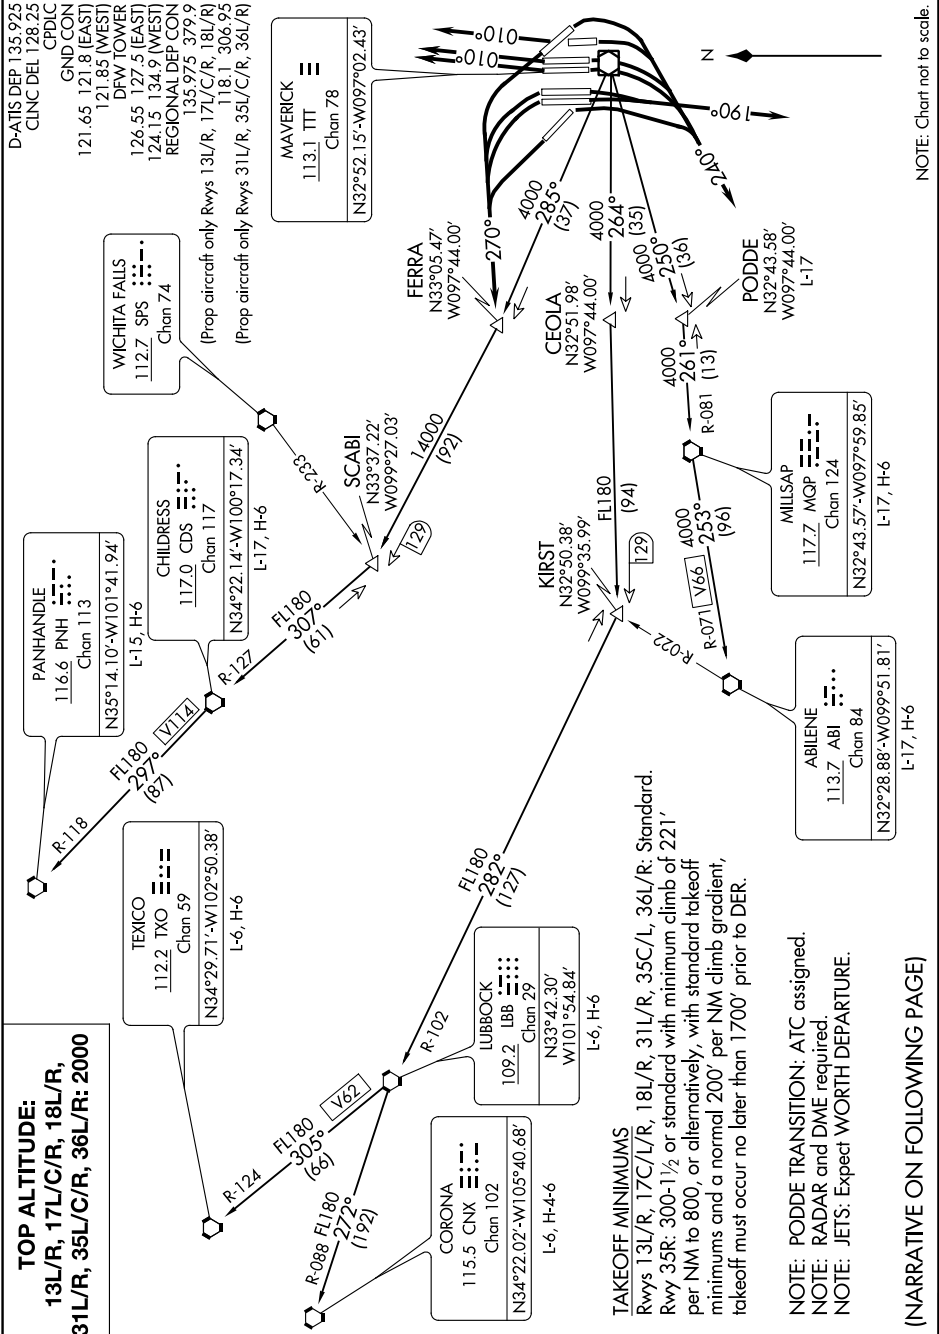 TOP ALTITUDE:
13L/R, 17L/C/R, 18L/R,
31L/R, 35L/C/R, 36L/R: 2000
D-ATIS DEP 135.925
CLNC DEL 128.25
CPDLC
GND CON
121.65 121.8 (EAST)
121.85 (WEST)
DFW TOWER
126.55 127.5 (EAST)
124.15 134.9 (WEST)
REGIONAL DEP CON
135.975 379.9
(Prop aircraft only Rwys 13L/R, 17L/C/R, 18L/R)
118.1 306.95
(Prop aircraft only Rwys 31L/R, 35L/C/R, 36L/R)
PANHANDLE
116.6 PNH
Chan 113
N35°14.10′-W101°41.94′
L-15, H-6
WICHITA FALLS
112.7 SPS
Chan 74
CHILDRESS
117.0 CDS
Chan 117
N34°22.14′-W100°17.34′
L-17, H-6
MAVERICK
113.1 TTT
Chan 78
N32°52.15′-W097°02.43′
TEXICO
112.2 TXO
Chan 59
N34°29.71′-W102°50.38′
L-6, H-6
R-118
FL180
297°
(87)
V114
R-127
FL180
307°
(61)
R-233
SCABI
N33°37.22′
W099°27.03′
129
14000
(92)
FERRA
N33°05.47′
W097°44.00′
270°
4000
285°
(37)
010°
010°
190°
240°
N
CEOLA
N32°51.98′
W097°44.00′
4000
264°
(35)
4000
250°
(36)
PODDE
N32°43.58′
W097°44.00′
L-17
4000
261°
(13)
R-081
KIRST
N32°50.38′
W099°35.99′
129
FL180
(94)
MILLSAP
117.7 MQP
Chan 124
N32°43.57′-W097°59.85′
L-17, H-6
4000
253°
(96)
V66
R-071
R-022
ABILENE
113.7 ABI
Chan 84
N32°28.88′-W099°51.81′
L-17, H-6
FL180
282°
(127)
R-102
LUBBOCK
109.2 LBB
Chan 29
N33°42.30′
W101°54.84′
L-6, H-6
V62
FL180
305°
(66)
R-124
R-088
FL180
272°
(192)
CORONA
115.5 CNX
Chan 102
N34°22.02′-W105°40.68′
L-6, H-4-6
TAKEOFF MINIMUMS
Rwys 13L/R, 17C/L/R, 18L/R, 31L/R, 35C/L, 36L/R: Standard.
Rwy 35R: 300-1½ or standard with minimum climb of 221′
per NM to 800, or alternatively, with standard takeoff
minimums and a normal 200′ per NM climb gradient,
takeoff must occur no later than 1700′ prior to DER.
NOTE: PODDE TRANSITION: ATC assigned.
NOTE: RADAR and DME required.
NOTE: JETS: Expect WORTH DEPARTURE.
(NARRATIVE ON FOLLOWING PAGE)
NOTE: Chart not to scale.